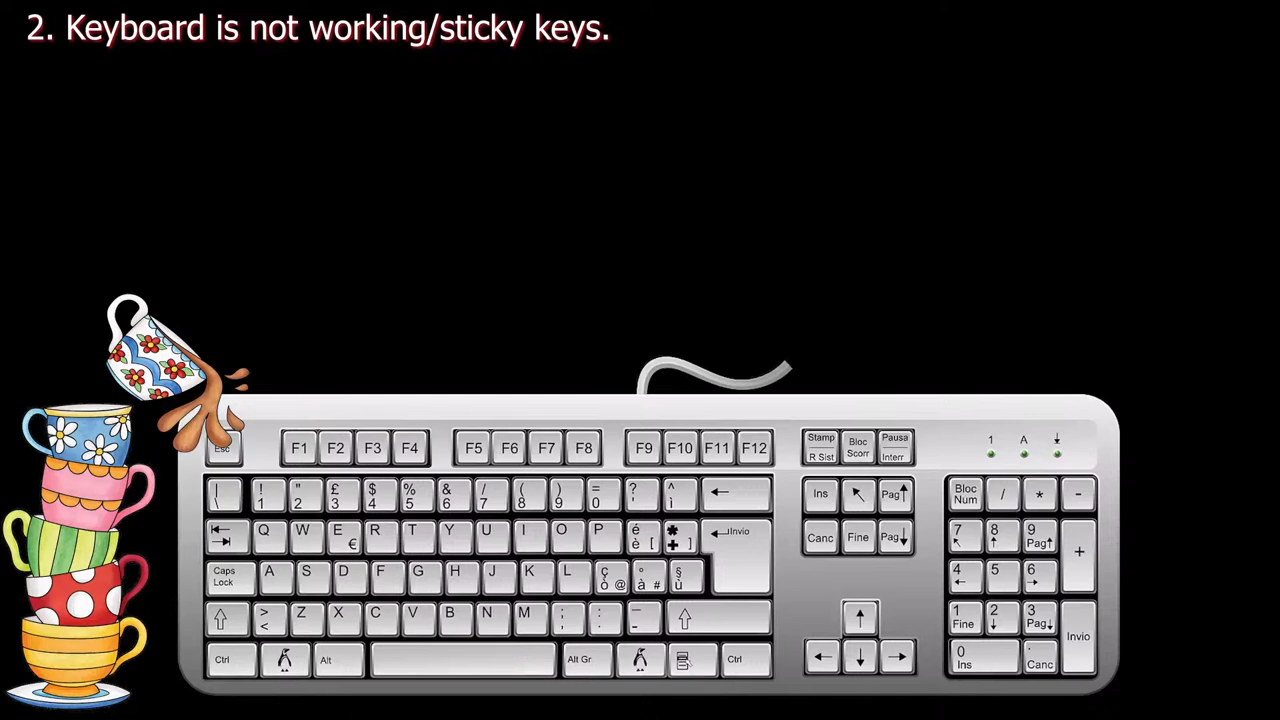 2. Keyboard is not working/sticky keys.
Esc F1 F2 F3 F4 F5 F6 F7 F8 F9 F10 F11 F12 Stamp R Sist Bloc Scorr Pausa Interr 1 A
| \ ! 1 " 2 £ 3 $ 4 % 5 & 6 / 7 ( 8 ) 9 = 0 ? ' ^ ì Ins Pag Bloc Num / * -
Q W E € R T Y U I O P é è [ * + ] Invio Canc Fine Pag 7 8 9 Pag +
Caps Lock A S D F G H J K L ç ò @ ° à # § ù 4 5 6
> < Z X C V B N M ; , : . _ - 1 Fine 2 3 Pag Invio
Ctrl Alt Alt Gr Ctrl 0 Ins . Canc